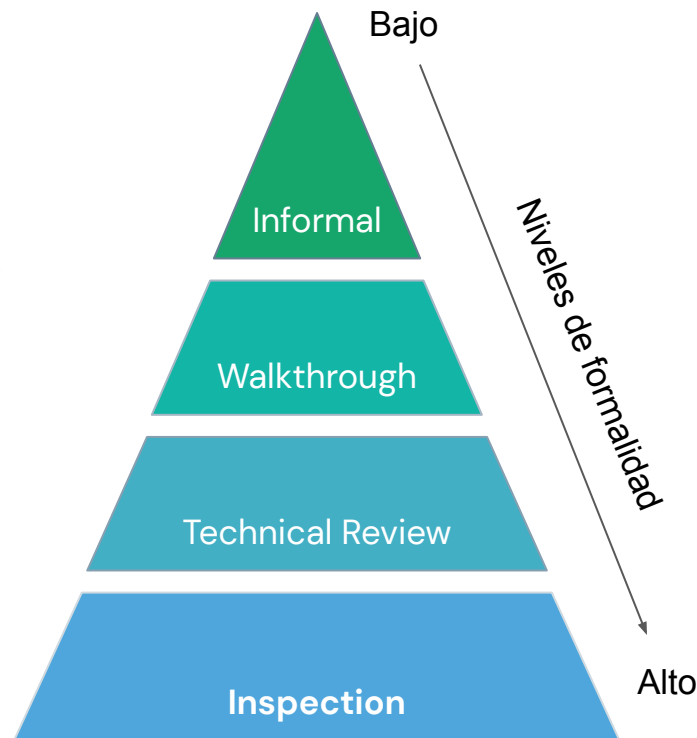 Bajo
Informal
Niveles de formalidad
Walkthrough
Technical Review
Alto
Inspection